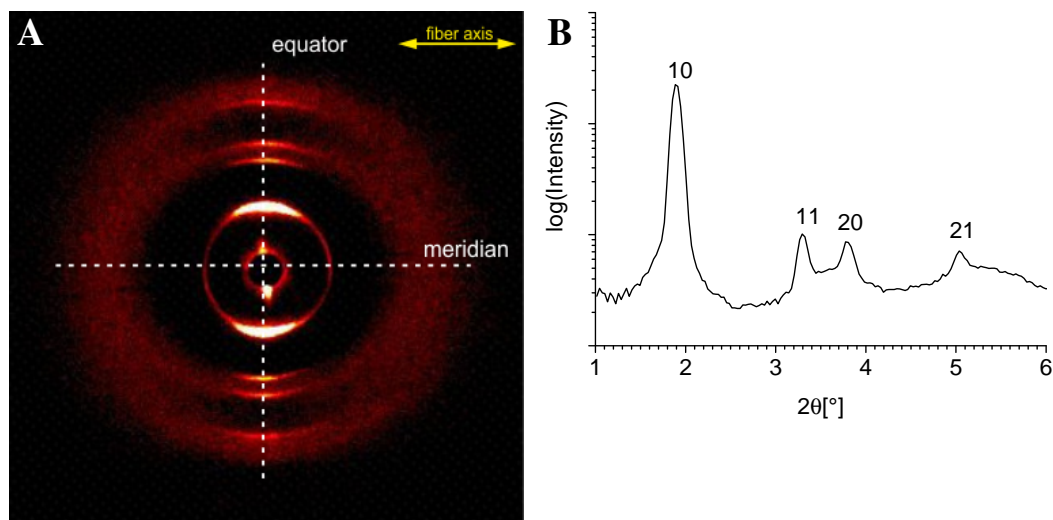 A
fiber axis
equator
meridian
B
log(Intensity)
10
11
20
21
1 2 3 4 5 6
2θ[°]